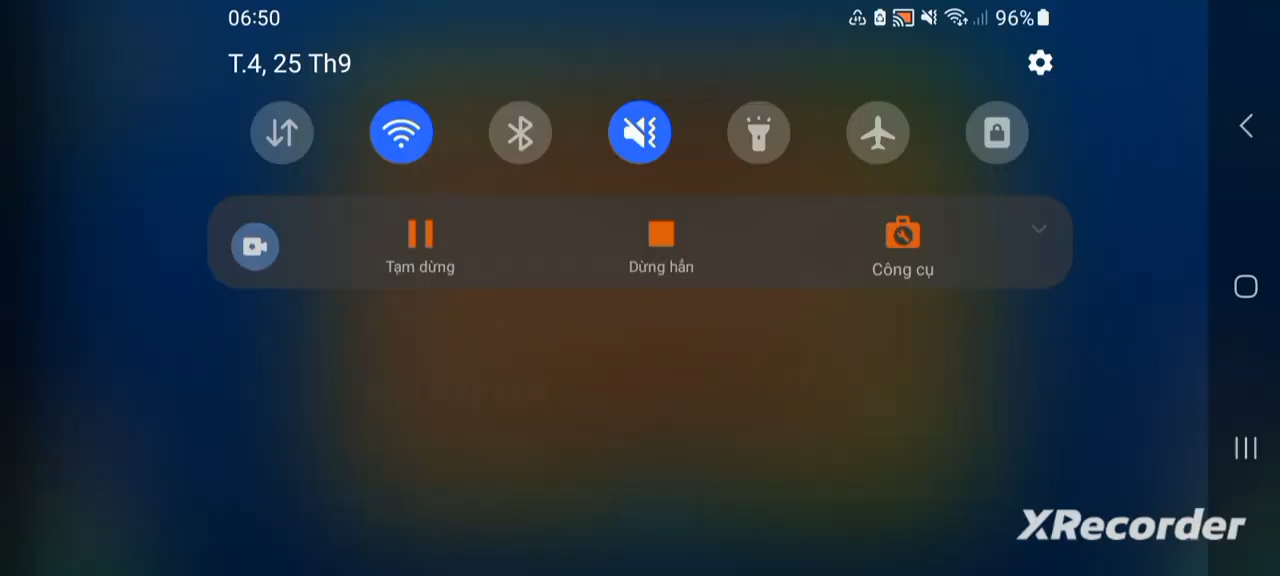 06:50
96%
T.4, 25 Th9
Tạm dừng
Dừng hẳn
Công cụ
XRecorder